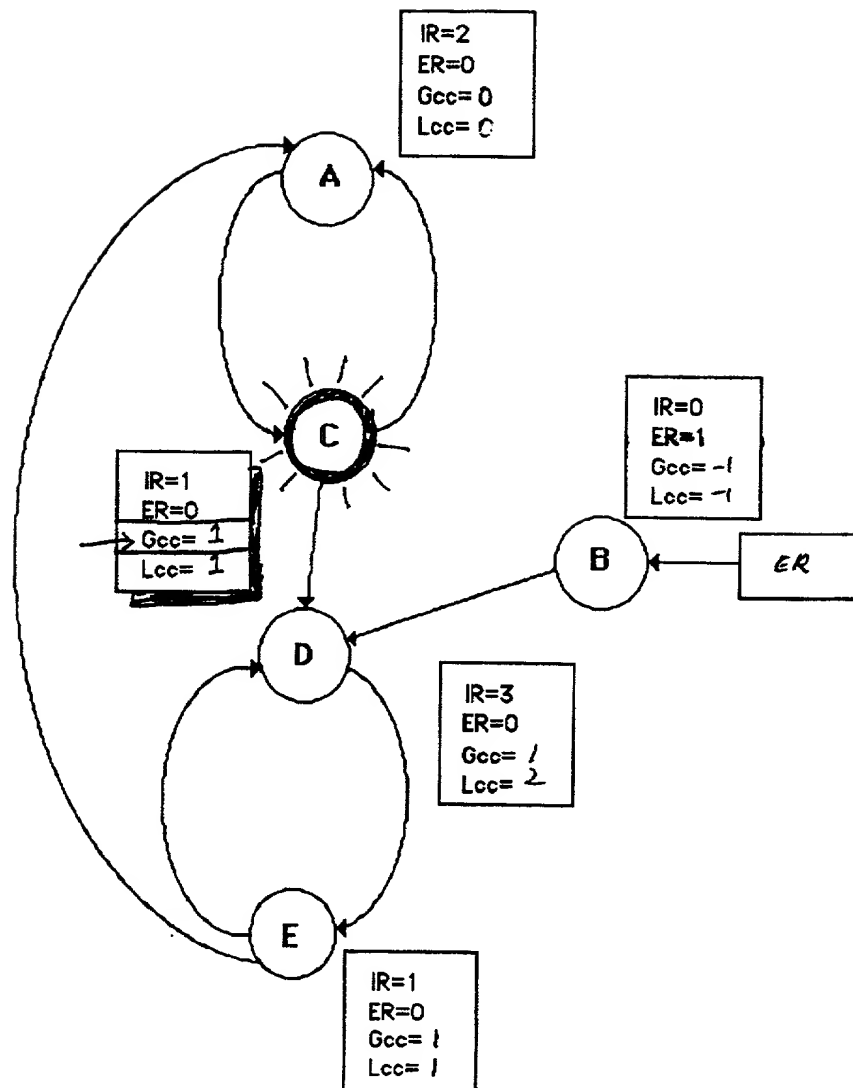 IR=2
ER=0
Gcc= 0
Lcc= 0
A
C
IR=0
ER=1
Gcc= -1
Lcc= -1
IR=1
ER=0
Gcc= 1
Lcc= 1
B
ER
D
IR=3
ER=0
Gcc= 1
Lcc= 2
E
IR=1
ER=0
Gcc= 1
Lcc= 1